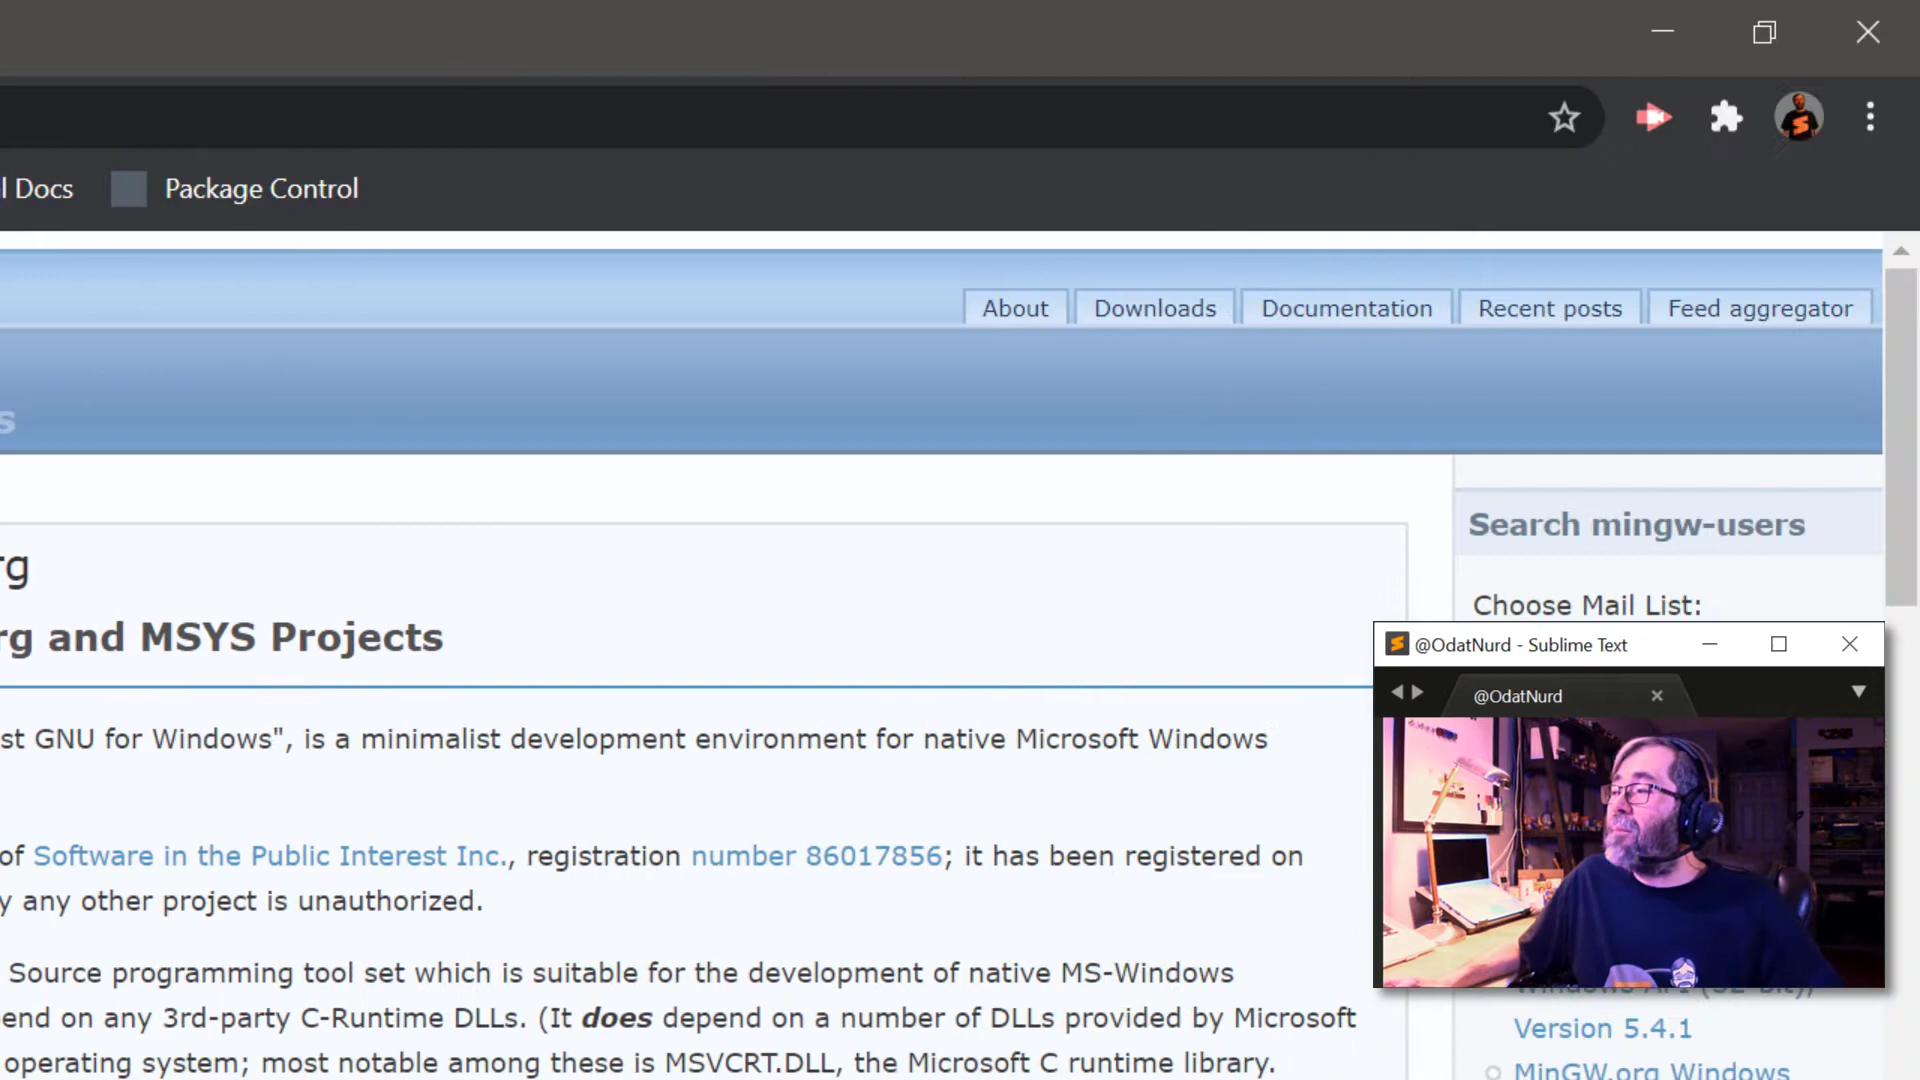 l Docs
Package Control
About
Downloads
Documentation
Recent posts
Feed aggregator
s
rg
Search mingw-users
Choose Mail List:
rg and MSYS Projects
@OdatNurd - Sublime Text
@OdatNurd
st GNU for Windows", is a minimalist development environment for native Microsoft Windows
of Software in the Public Interest Inc., registration number 86017856; it has been registered on
y any other project is unauthorized.
Source programming tool set which is suitable for the development of native MS-Windows
end on any 3rd-party C-Runtime DLLs. (It does depend on a number of DLLs provided by Microsoft
operating system; most notable among these is MSVCRT.DLL, the Microsoft C runtime library.
Windows API (32-bit),
Version 5.4.1
MinGW.org Windows